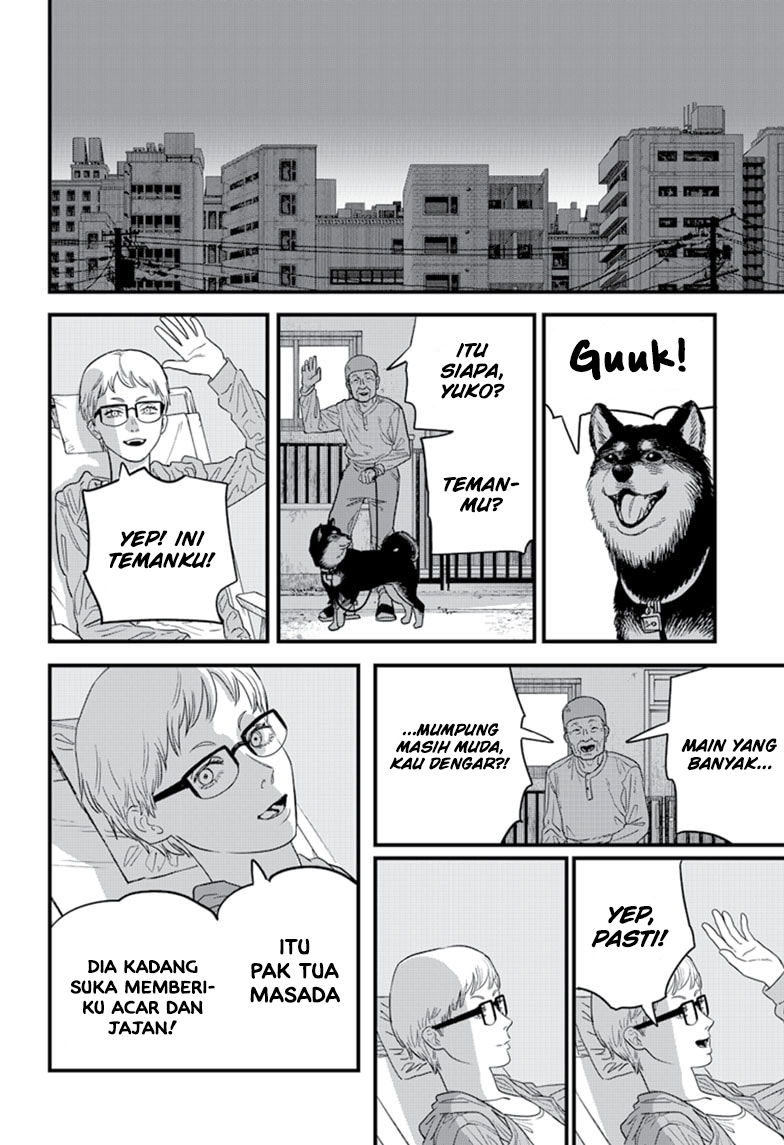 Guuk!
ITU
SIAPA,
YUKO?
TEMAN-
MU?
YEP! INI
TEMANKU!
MAIN YANG
BANYAK...
...MUMPUNG
MASIH MUDA,
KAU DENGAR?!
YEP,
PASTI!
ITU
PAK TUA
MASADA
DIA KADANG
SUKA MEMBERI-
KU ACAR DAN
JAJAN!